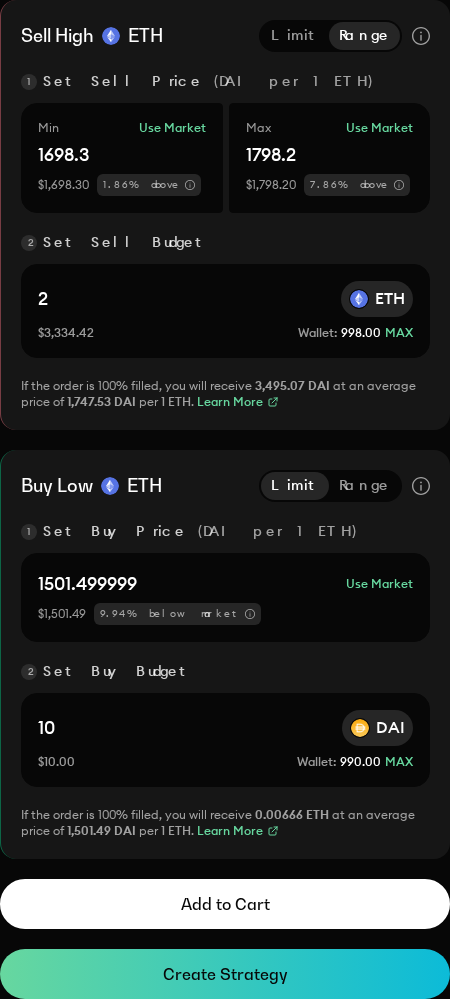 Sell High ETH Limit Range
1 Set Sell Price (DAI per 1 ETH)
Min Use Market Max Use Market
1698.3 1798.2
$1,698.30 1.86% above $1,798.20 7.86% above
2 Set Sell Budget
2 ETH
$3,334.42 Wallet: 998.00 MAX
If the order is 100% filled, you will receive 3,495.07 DAI at an average
price of 1,747.53 DAI per 1 ETH. Learn More
Buy Low ETH Limit Range
1 Set Buy Price (DAI per 1 ETH)
1501.499999 Use Market
$1,501.49 9.94% below market
2 Set Buy Budget
10 DAI
$10.00 Wallet: 990.00 MAX
If the order is 100% filled, you will receive 0.00666 ETH at an average
price of 1,501.49 DAI per 1 ETH. Learn More
Add to Cart
Create Strategy